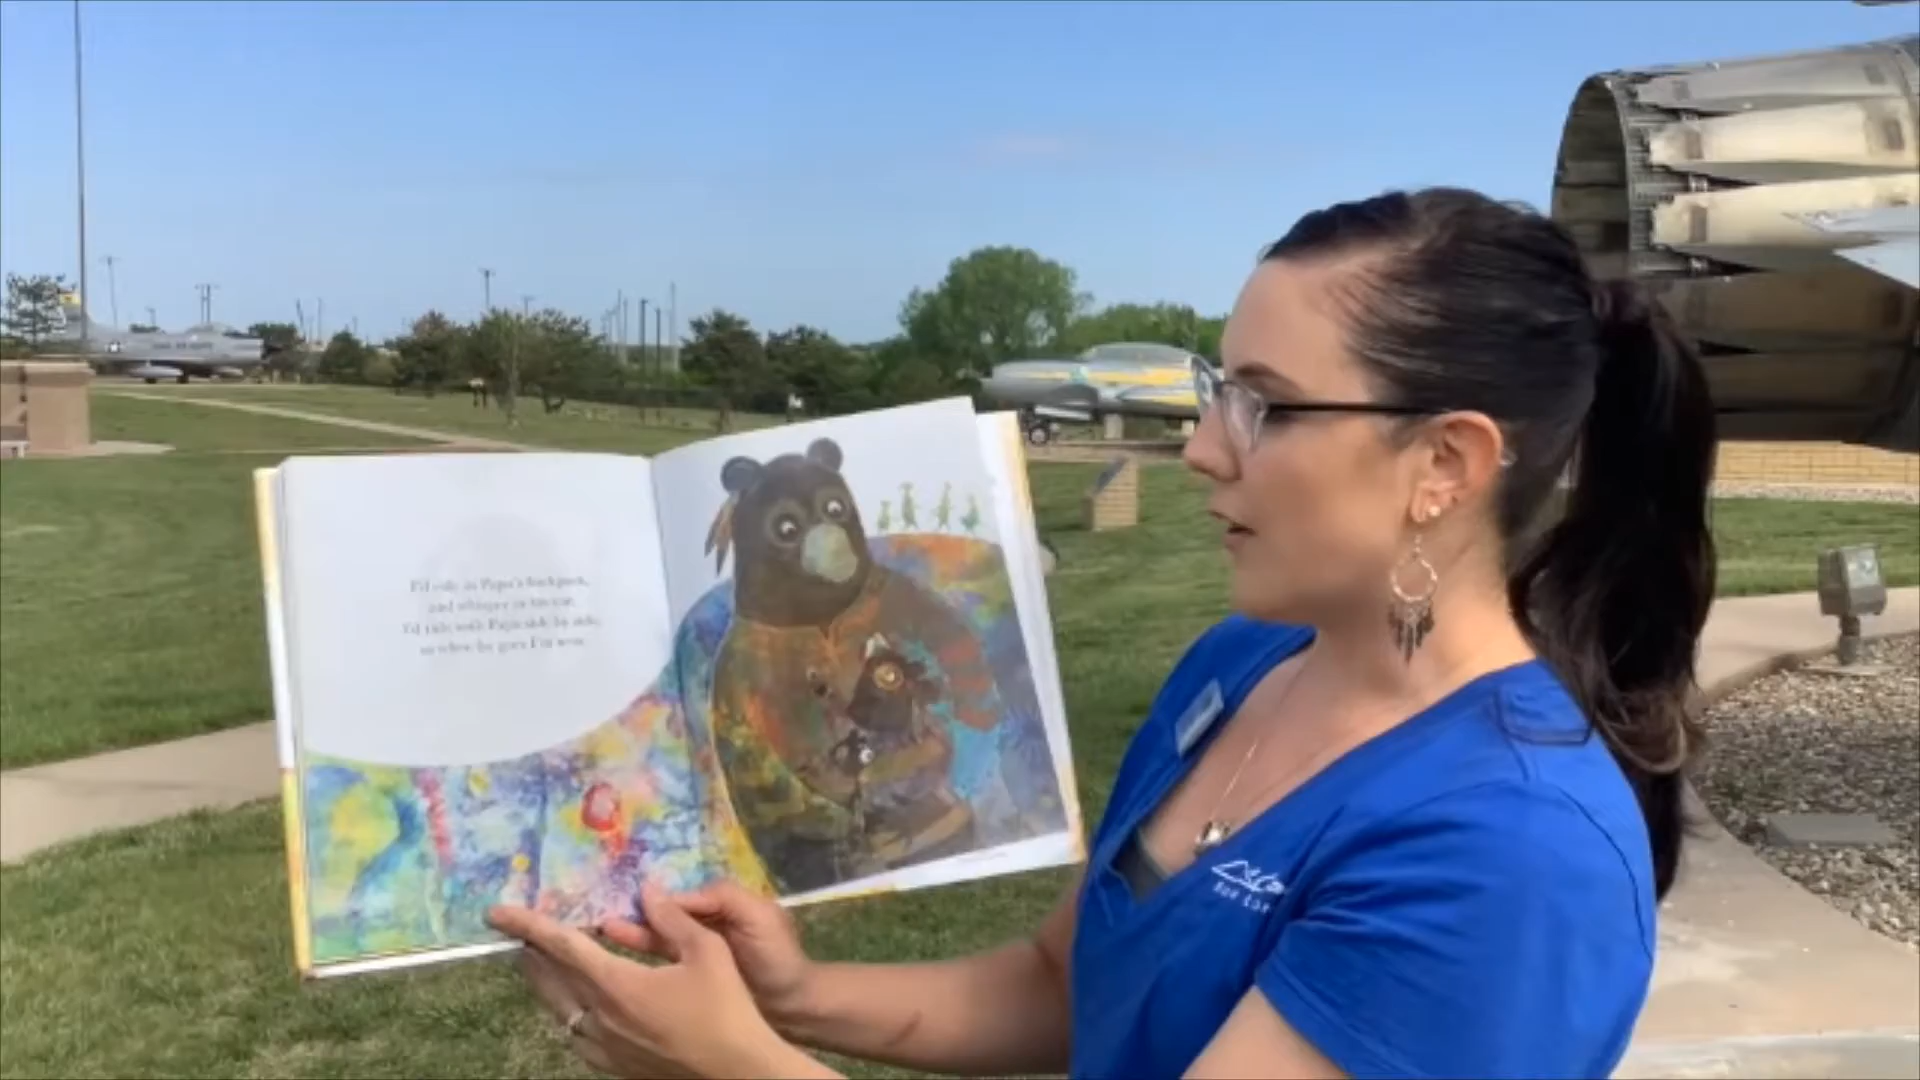 I'd ride in Papa's backpack,
and whisper in his ear.
I'd ride with Papa side by side,
so when he goes I'm near.